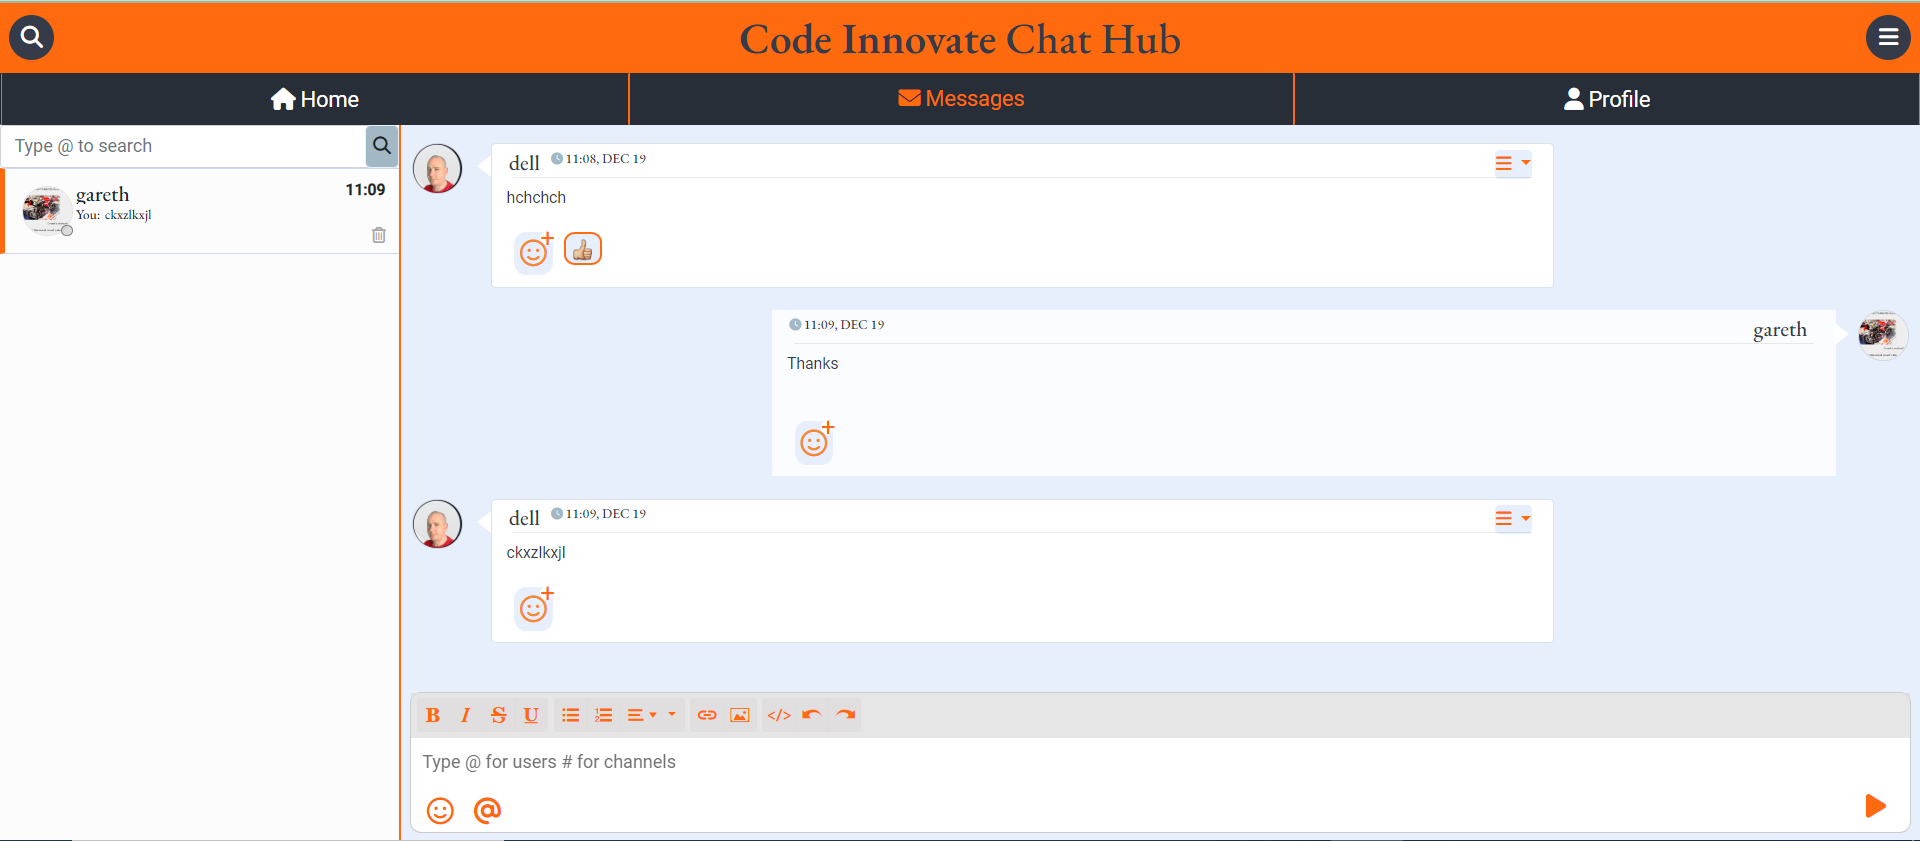 Code Innovate Chat Hub
Home
Messages
Profile
Type @ to search
gareth
11:09
You: ckxzlkxjl
dell
11:08, DEC 19
hchchch
11:09, DEC 19
gareth
Thanks
dell
11:09, DEC 19
ckxzlkxjl
B I S U </>
Type @ for users # for channels
@